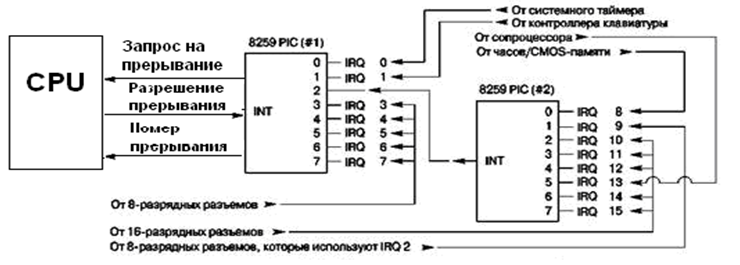 От системного таймера
От контроллера клавиатуры
От сопроцессора
От часов/CMOS-памяти
8259 PIC (#1)
CPU
Запрос на
прерывание
Разрешение
прерывания
Номер
прерывания
INT
0 IRQ 0
1 IRQ 1
2
3 IRQ 3
4 IRQ 4
5 IRQ 5
6 IRQ 6
7 IRQ 7
8259 PIC (#2)
INT
0 IRQ 8
1 IRQ 9
2 IRQ 10
3 IRQ 11
4 IRQ 12
5 IRQ 13
6 IRQ 14
7 IRQ 15
От 8-разрядных разъемов
От 16-разрядных разъемов
От 8-разрядных разъемов, которые используют IRQ 2